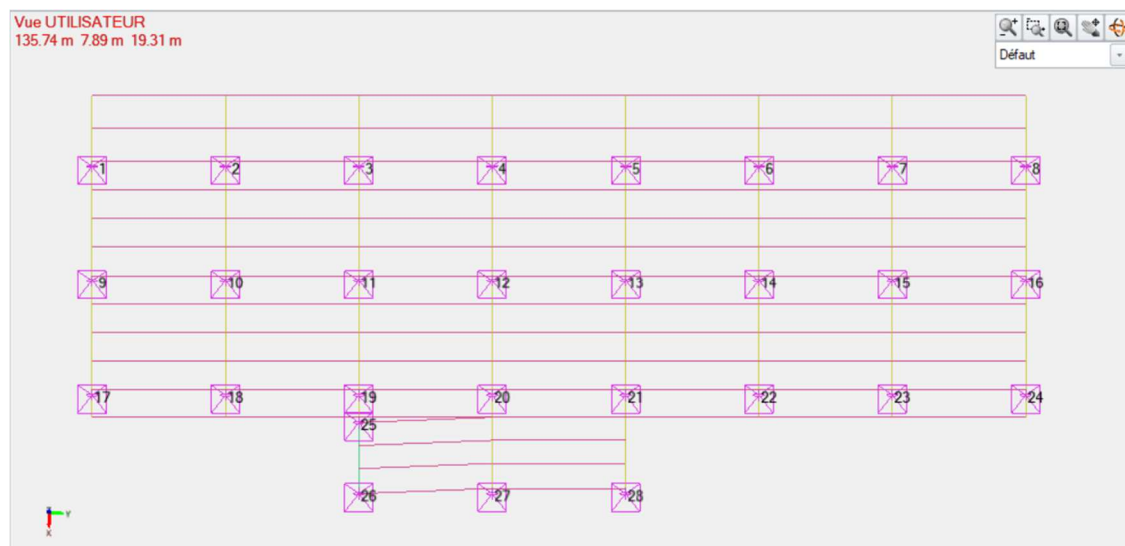 Vue UTILISATEUR
135.74 m 7.89 m 19.31 m
Défaut
1 2 3 4 5 6 7 8
9 10 11 12 13 14 15 16
17 18 19 20 21 22 23 24
25
26 27 28
Y
X